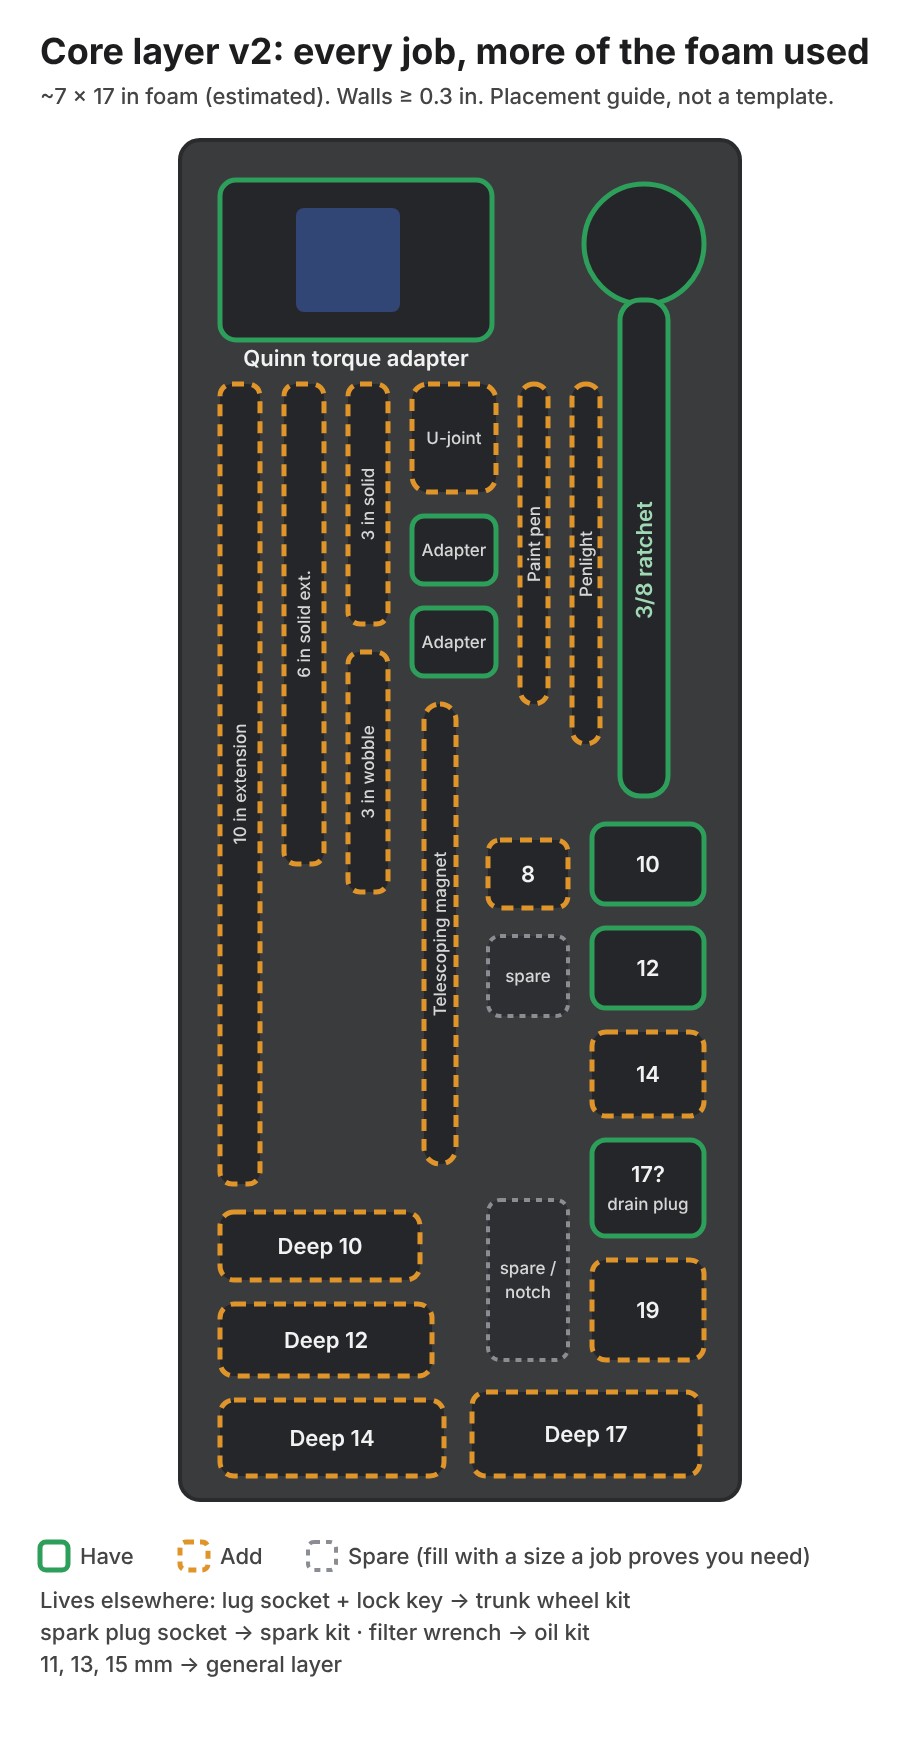 Core layer v2: every job, more of the foam used
~7 × 17 in foam (estimated). Walls ≥ 0.3 in. Placement guide, not a template.
Quinn torque adapter
10 in extension
6 in solid ext.
3 in solid
3 in wobble
U-joint
Adapter
Adapter
Telescoping magnet
Paint pen
Penlight
3/8 ratchet
8
spare
10
12
14
17?
drain plug
19
spare /
notch
Deep 10
Deep 12
Deep 14
Deep 17
Have
Add
Spare (fill with a size a job proves you need)
Lives elsewhere: lug socket + lock key → trunk wheel kit
spark plug socket → spark kit · filter wrench → oil kit
11, 13, 15 mm → general layer